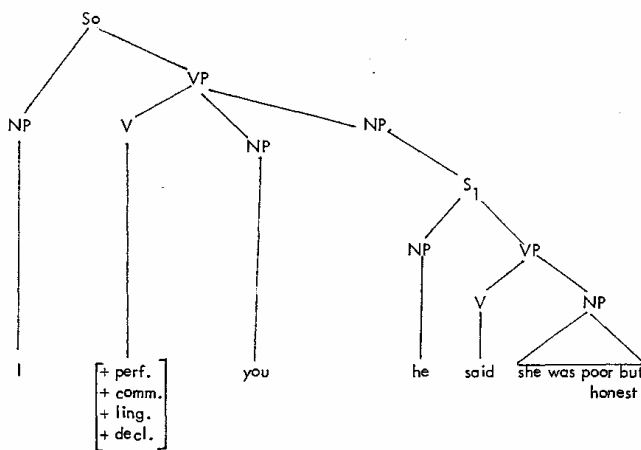 So
VP
NP V NP
NP
S1
NP VP
V NP
I [+ perf. you he said she was poor but
+ comm. honest
+ ling.
+ decl.]